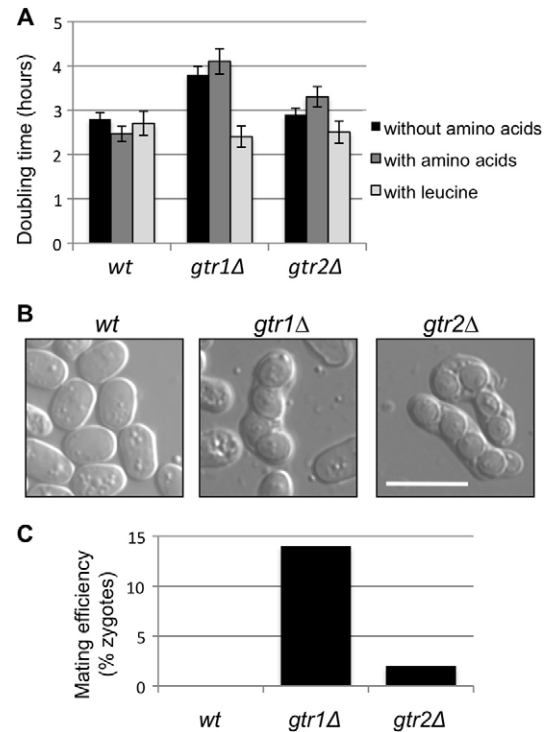 A
Doubling time (hours)
5
4
3
2
1
0
wt
gtr1Δ
gtr2Δ
without amino acids
with amino acids
with leucine
B
wt
gtr1Δ
gtr2Δ
C
Mating efficiency
(% zygotes)
15
10
5
0
wt
gtr1Δ
gtr2Δ